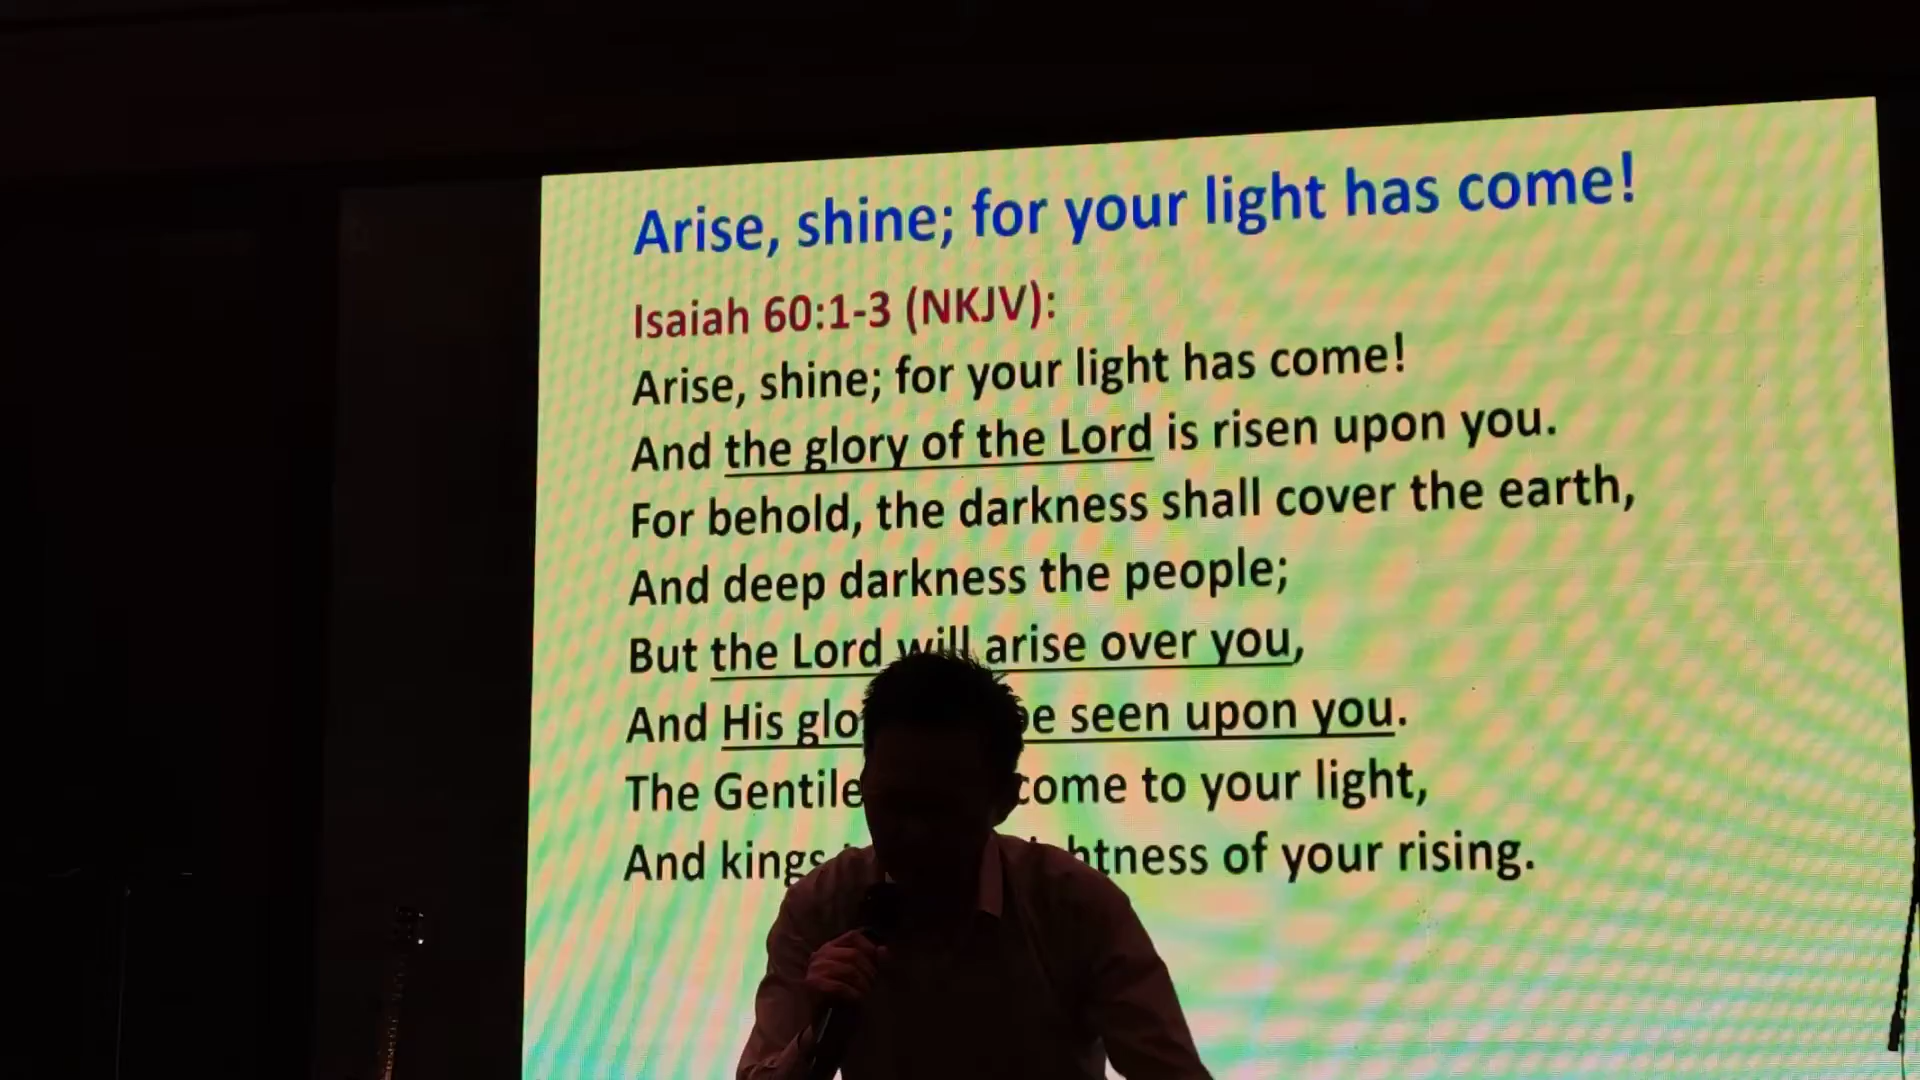 Arise, shine; for your light has come!
Isaiah 60:1-3 (NKJV):
Arise, shine; for your light has come!
And the glory of the Lord is risen upon you.
For behold, the darkness shall cover the earth,
And deep darkness the people;
But the Lord will arise over you,
And His be seen upon you.
The come to your light,
And kings of your rising.